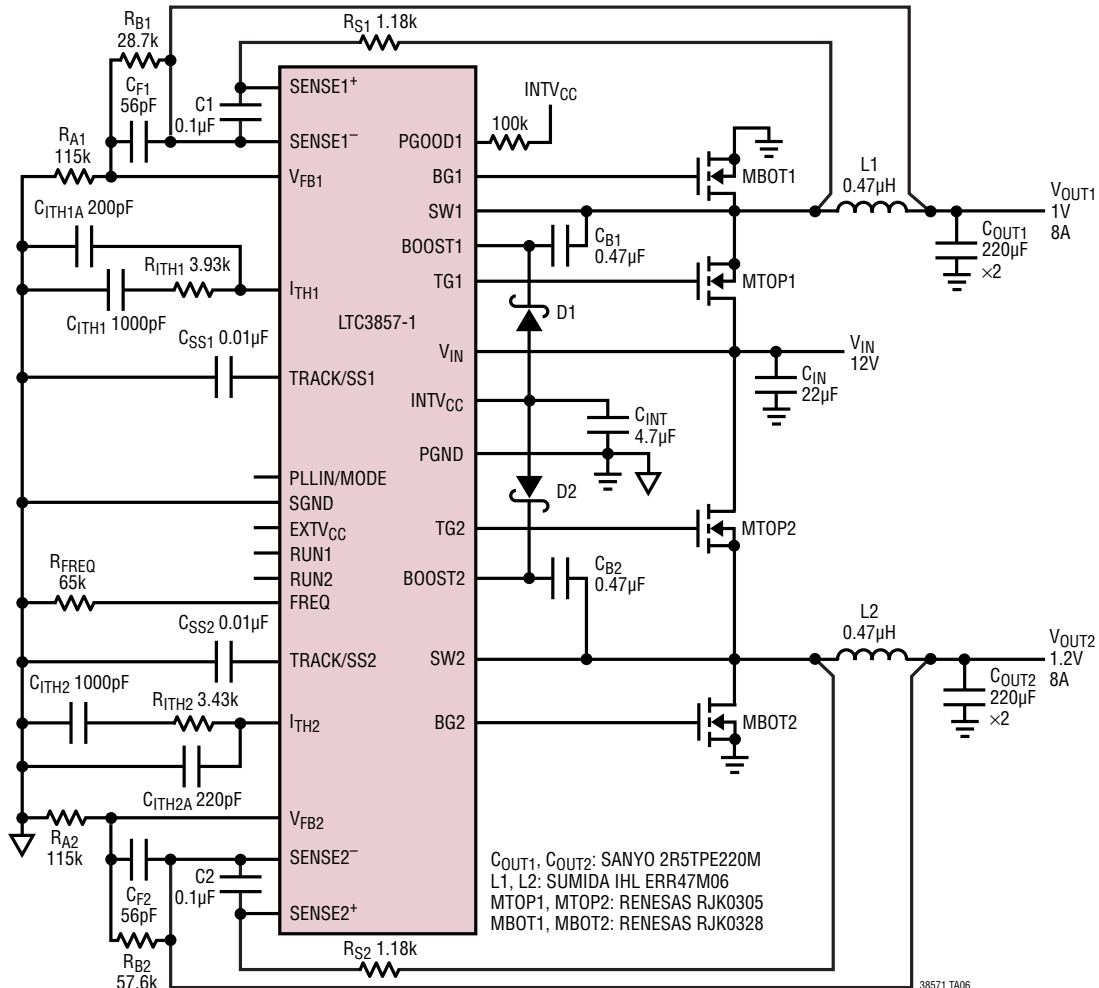 RB1
28.7k
CF1
56pF
RA1
115k
C1
0.1µF
RS1 1.18k
SENSE1+
SENSE1–
VFB1
CITH1A 200pF
RITH1 3.93k
CITH1 1000pF
ITH1
CSS1 0.01µF
TRACK/SS1
PLLIN/MODE
SGND
EXTVCC
RUN1
RUN2
RFREQ
65k
FREQ
CSS2 0.01µF
TRACK/SS2
CITH2 1000pF
RITH2 3.43k
ITH2
CITH2A 220pF
VFB2
RA2
115k
CF2
56pF
RB2
57.6k
C2
0.1µF
SENSE2–
SENSE2+
RS2 1.18k
LTC3857-1
INTVCC
PGOOD1
100k
BG1
SW1
BOOST1
TG1
VIN
INTVCC
PGND
TG2
BOOST2
SW2
BG2
MBOT1
CB1
0.47µF
MTOP1
D1
L1
0.47µH
VOUT1
1V
8A
COUT1
220µF
×2
VIN
12V
CIN
22µF
CINT
4.7µF
D2
MTOP2
CB2
0.47µF
L2
0.47µH
VOUT2
1.2V
8A
COUT2
220µF
×2
MBOT2
COUT1, COUT2: SANYO 2R5TPE220M
L1, L2: SUMIDA IHL ERR47M06
MTOP1, MTOP2: RENESAS RJK0305
MBOT1, MBOT2: RENESAS RJK0328
38571 TA06